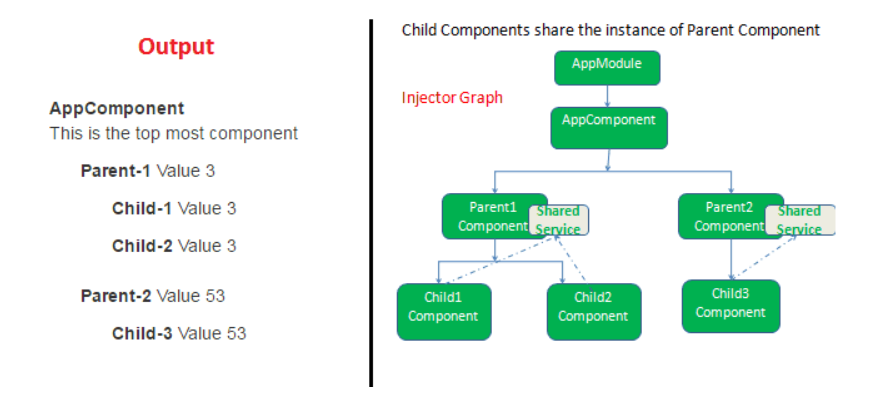 Output
AppComponent
This is the top most component
Parent-1 Value 3
Child-1 Value 3
Child-2 Value 3
Parent-2 Value 53
Child-3 Value 53
Child Components share the instance of Parent Component
Injector Graph
AppModule
AppComponent
Parent1
Component
Shared
Service
Parent2
Component
Shared
Service
Child1
Component
Child2
Component
Child3
Component